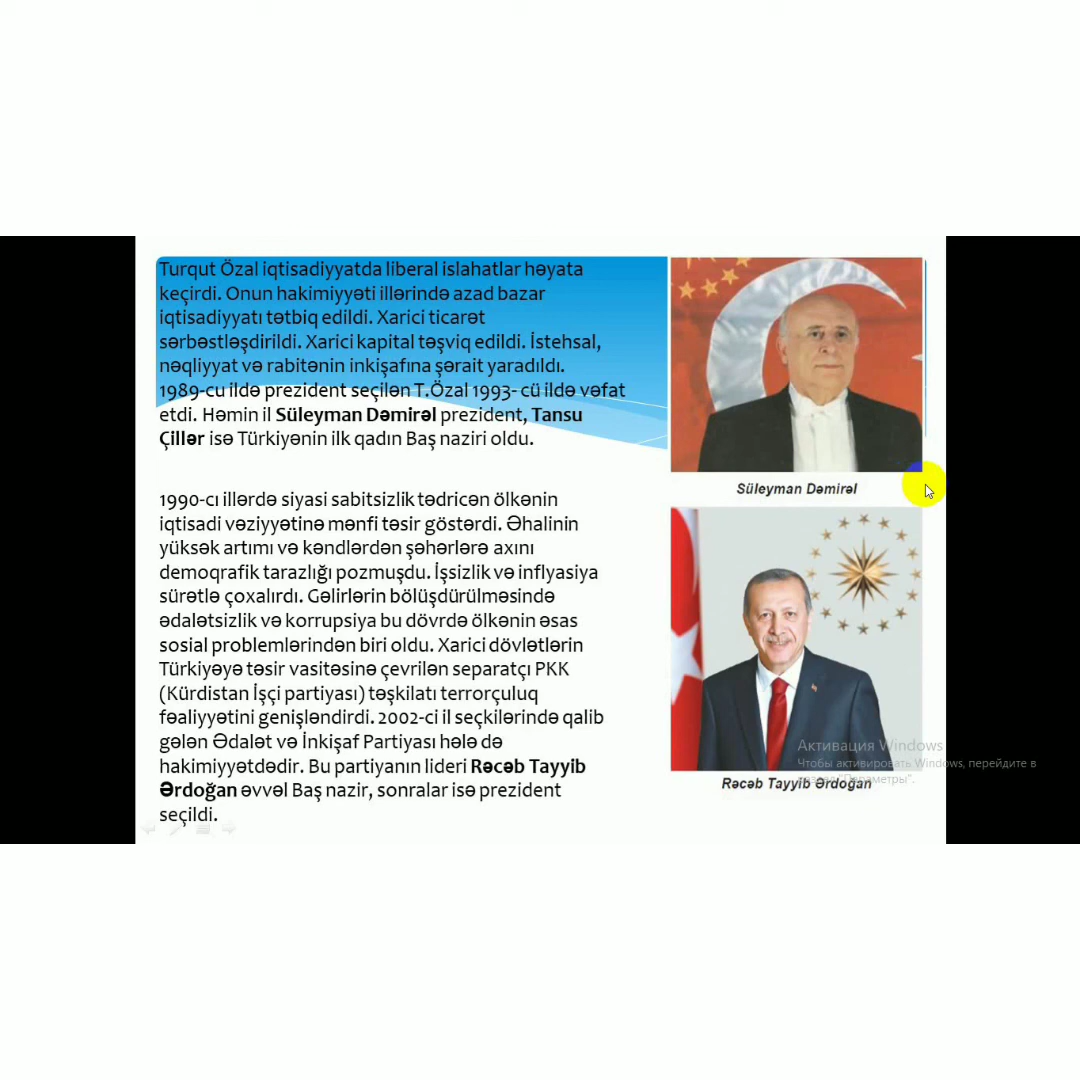 Turqut Özal iqtisadiyyatda liberal islahatlar həyata
keçirdi. Onun hakimiyyəti illərində azad bazar
iqtisadiyyatı tətbiq edildi. Xarici ticarət
sərbəstləşdirildi. Xarici kapital təşviq edildi. İstehsal,
nəqliyyat və rabitənin inkişafına şərait yaradıldı.
1989-cu ildə prezident seçilən T.Özal 1993- cü ildə vəfat
etdi. Həmin il Süleyman Dəmirəl prezident, Tansu
Çillər isə Türkiyənin ilk qadın Baş naziri oldu.
1990-cı illərdə siyasi sabitsizlik tədricən ölkənin
iqtisadi vəziyyətinə mənfi təsir göstərdi. Əhalinin
yüksək artımı və kəndlərdən şəhərlərə axını
demoqrafik tarazlığı pozmuşdu. İşsizlik və inflyasiya
sürətlə çoxalırdı. Gəlirlərin bölüşdürülməsində
ədalətsizlik və korrupsiya bu dövrdə ölkənin əsas
sosial problemlərindən biri oldu. Xarici dövlətlərin
Türkiyəyə təsir vasitəsinə çevrilən separatçı PKK
(Kürdistan İşçi partiyası) təşkilatı terrorçuluq
fəaliyyətini genişləndirdi. 2002-ci il seçkilərində qalib
gələn Ədalət və İnkişaf Partiyası hələ də
hakimiyyətdədir. Bu partiyanın lideri Rəcəb Tayyib
Ərdoğan əvvəl Baş nazir, sonralar isə prezident
seçildi.
Süleyman Dəmirəl
Rəcəb Tayyib Ərdoğan
Активация Windows
Чтобы активировать Windows, перейдите в
раздел "Параметры".